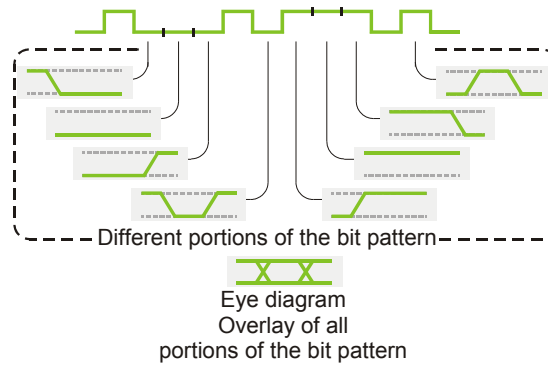 Different portions of the bit pattern
Eye diagram
Overlay of all
portions of the bit pattern